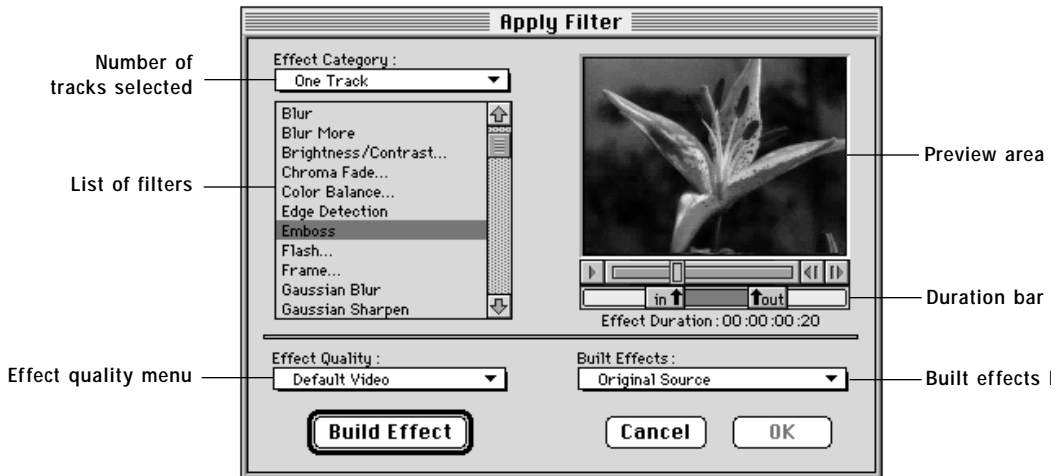 Apply Filter
Number of
tracks selected
Effect Category :
One Track
List of filters
Blur
Blur More
Brightness/Contrast...
Chroma Fade...
Color Balance...
Edge Detection
Emboss
Flash...
Frame...
Gaussian Blur
Gaussian Sharpen
Preview area
in
out
Duration bar
Effect Duration : 00:00:00:20
Effect quality menu
Effect Quality :
Default Video
Built Effects :
Original Source
Built effects
Build Effect
Cancel
OK